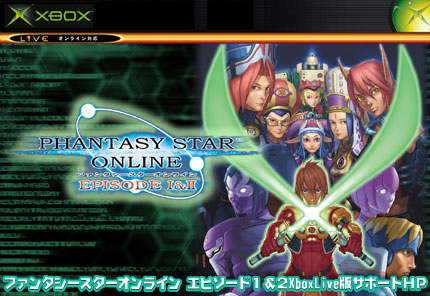 XBOX
LIVE オンライン対応
PHANTASY STAR
ONLINE
ファンタシースターオンライン
EPISODE I&II
ファンタシースターオンライン エピソード1&2XboxLive版サポートHP